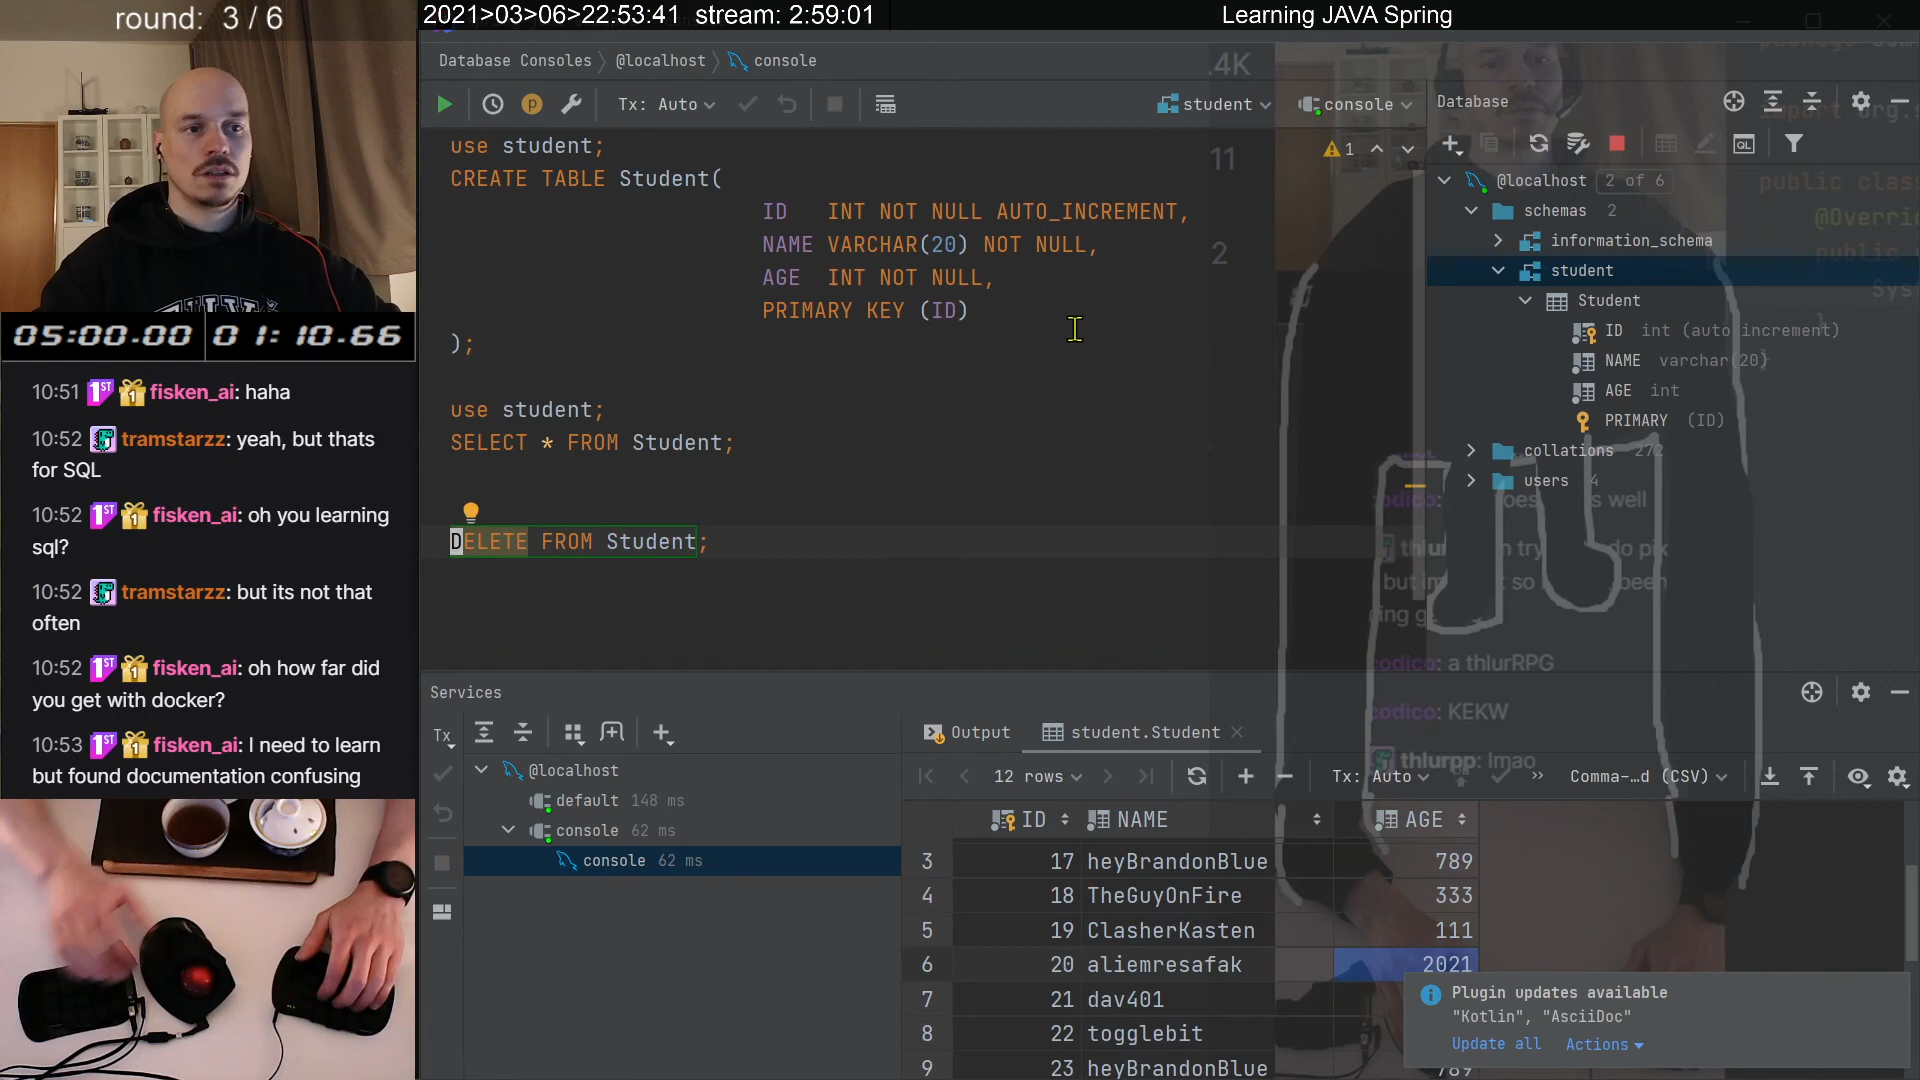 round: 3 / 6
2021>03>06>22:53:41 stream: 2:59:01
Learning JAVA Spring
Database Consoles
@localhost
console
Tx: Auto
student
console
Database
use student;
CREATE TABLE Student(
ID INT NOT NULL AUTO_INCREMENT,
NAME VARCHAR(20) NOT NULL,
AGE INT NOT NULL,
PRIMARY KEY (ID)
);
use student;
SELECT * FROM Student;
DELETE FROM Student;
.4K
11
2
1
@localhost 2 of 6
schemas 2
information_schema
student
Student
ID int (auto increment)
NAME varchar(20)
AGE int
PRIMARY (ID)
collations 272
users 4
public
codico: a thlurRPG
codico: KEKW
thlurpp: lmao
05:00.00
01:10.66
10:51 fisken_ai: haha
10:52 tramstarzz: yeah, but thats
for SQL
10:52 fisken_ai: oh you learning
sql?
10:52 tramstarzz: but its not that
often
10:52 fisken_ai: oh how far did
you get with docker?
10:53 fisken_ai: I need to learn
but found documentation confusing
Services
Tx
@localhost
default 148 ms
console 62 ms
console 62 ms
Output
student.Student
12 rows
Tx: Auto
Comma-…d (CSV)
ID NAME AGE
3 17 heyBrandonBlue 789
4 18 TheGuyOnFire 333
5 19 ClasherKasten 111
6 20 aliemresafak 2021
7 21 dav401
8 22 togglebit
9 23 heyBrandonBlue 789
Plugin updates available
"Kotlin", "AsciiDoc"
Update all Actions